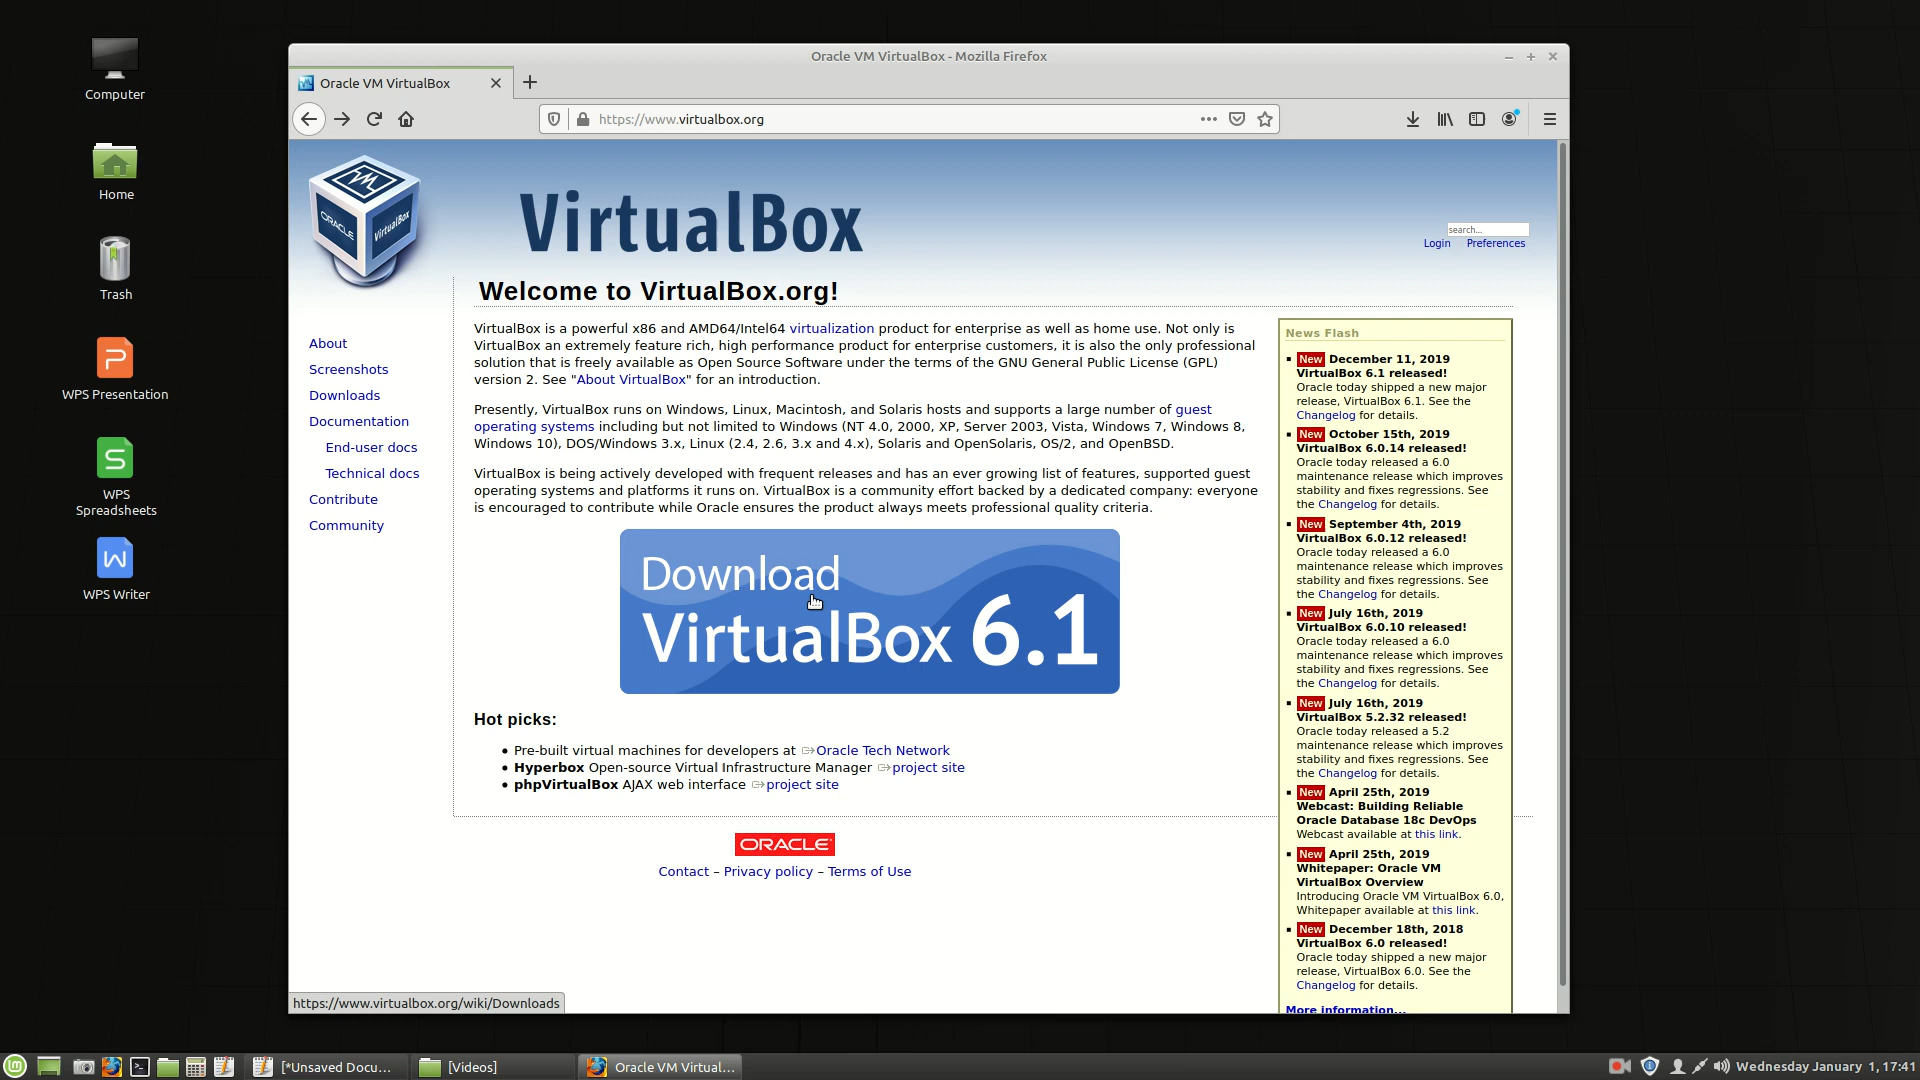 Computer
Home
Trash
WPS Presentation
WPS
Spreadsheets
WPS Writer
Oracle VM VirtualBox - Mozilla Firefox
Oracle VM VirtualBox
https://www.virtualbox.org
ORACLE
VirtualBox
VirtualBox
search...
Login Preferences
Welcome to VirtualBox.org!
About
Screenshots
Downloads
Documentation
End-user docs
Technical docs
Contribute
Community
VirtualBox is a powerful x86 and AMD64/Intel64 virtualization product for enterprise as well as home use. Not only is
VirtualBox an extremely feature rich, high performance product for enterprise customers, it is also the only professional
solution that is freely available as Open Source Software under the terms of the GNU General Public License (GPL)
version 2. See "About VirtualBox" for an introduction.
Presently, VirtualBox runs on Windows, Linux, Macintosh, and Solaris hosts and supports a large number of guest
operating systems including but not limited to Windows (NT 4.0, 2000, XP, Server 2003, Vista, Windows 7, Windows 8,
Windows 10), DOS/Windows 3.x, Linux (2.4, 2.6, 3.x and 4.x), Solaris and OpenSolaris, OS/2, and OpenBSD.
VirtualBox is being actively developed with frequent releases and has an ever growing list of features, supported guest
operating systems and platforms it runs on. VirtualBox is a community effort backed by a dedicated company: everyone
is encouraged to contribute while Oracle ensures the product always meets professional quality criteria.
Download
VirtualBox 6.1
Hot picks:
• Pre-built virtual machines for developers at Oracle Tech Network
• Hyperbox Open-source Virtual Infrastructure Manager project site
• phpVirtualBox AJAX web interface project site
ORACLE
Contact – Privacy policy – Terms of Use
News Flash
New December 11, 2019
VirtualBox 6.1 released!
Oracle today shipped a new major
release, VirtualBox 6.1. See the
Changelog for details.
New October 15th, 2019
VirtualBox 6.0.14 released!
Oracle today released a 6.0
maintenance release which improves
stability and fixes regressions. See
the Changelog for details.
New September 4th, 2019
VirtualBox 6.0.12 released!
Oracle today released a 6.0
maintenance release which improves
stability and fixes regressions. See
the Changelog for details.
New July 16th, 2019
VirtualBox 6.0.10 released!
Oracle today released a 6.0
maintenance release which improves
stability and fixes regressions. See
the Changelog for details.
New July 16th, 2019
VirtualBox 5.2.32 released!
Oracle today released a 5.2
maintenance release which improves
stability and fixes regressions. See
the Changelog for details.
New April 25th, 2019
Webcast: Building Reliable
Oracle Database 18c DevOps
Webcast available at this link.
New April 25th, 2019
Whitepaper: Oracle VM
VirtualBox Overview
Introducing Oracle VM VirtualBox 6.0,
Whitepaper available at this link.
New December 18th, 2018
VirtualBox 6.0 released!
Oracle today shipped a new major
release, VirtualBox 6.0. See the
Changelog for details.
More information...
https://www.virtualbox.org/wiki/Downloads
[*Unsaved Docu...
[Videos]
Oracle VM Virtual...
Wednesday January 1, 17:41